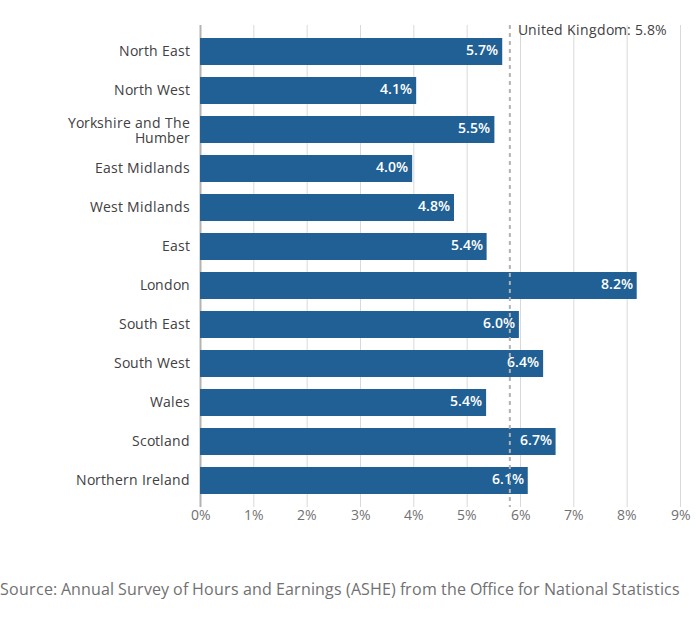 United Kingdom: 5.8%
North East 5.7%
North West 4.1%
Yorkshire and The
Humber 5.5%
East Midlands 4.0%
West Midlands 4.8%
East 5.4%
London 8.2%
South East 6.0%
South West 6.4%
Wales 5.4%
Scotland 6.7%
Northern Ireland 6.1%
0% 1% 2% 3% 4% 5% 6% 7% 8% 9%
Source: Annual Survey of Hours and Earnings (ASHE) from the Office for National Statistics